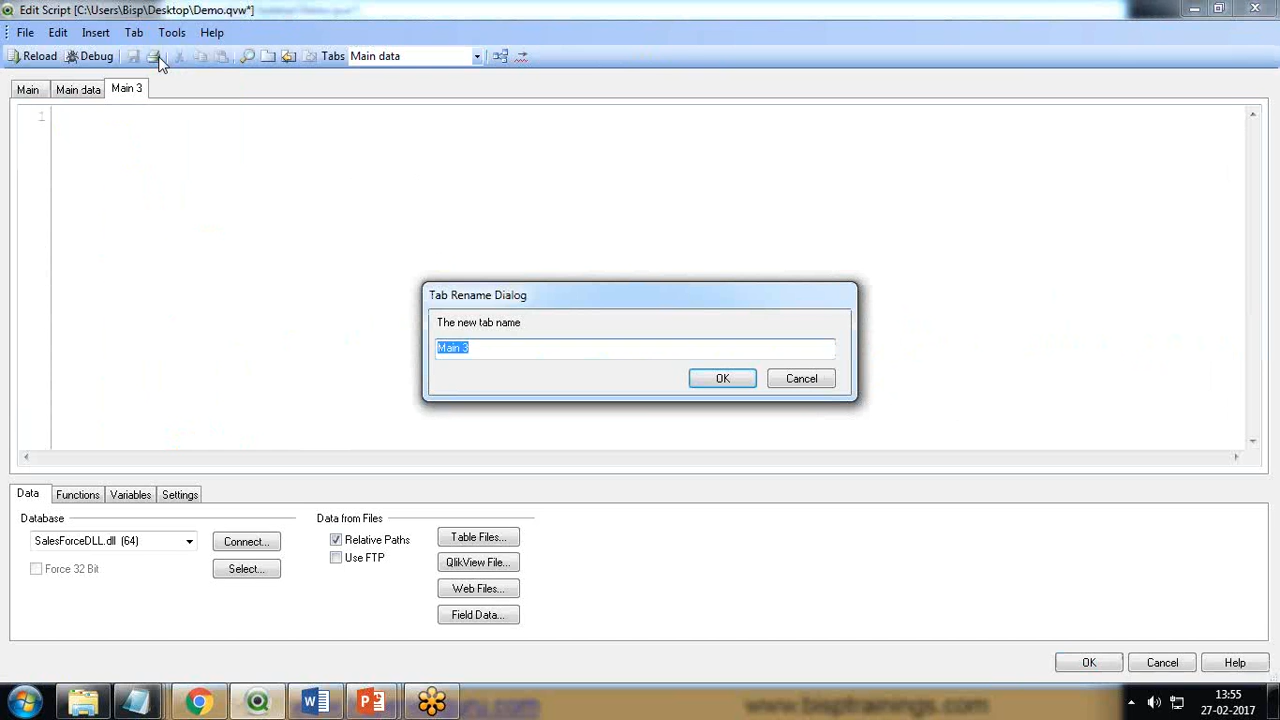 Edit Script [C:\Users\Bisp\Desktop\Demo.qvw*]
File Edit Insert Tab Tools Help
Reload Debug Tabs Main data
Main Main data Main 3
1
Tab Rename Dialog
The new tab name
Main 3
OK Cancel
Data Functions Variables Settings
Database Data from Files
SalesForceDLL.dll (64) Connect... Relative Paths Table Files...
Use FTP QlikView File...
Force 32 Bit Select...
Web Files...
Field Data...
OK Cancel Help
www.bisptrainings.com
13:55
27-02-2017